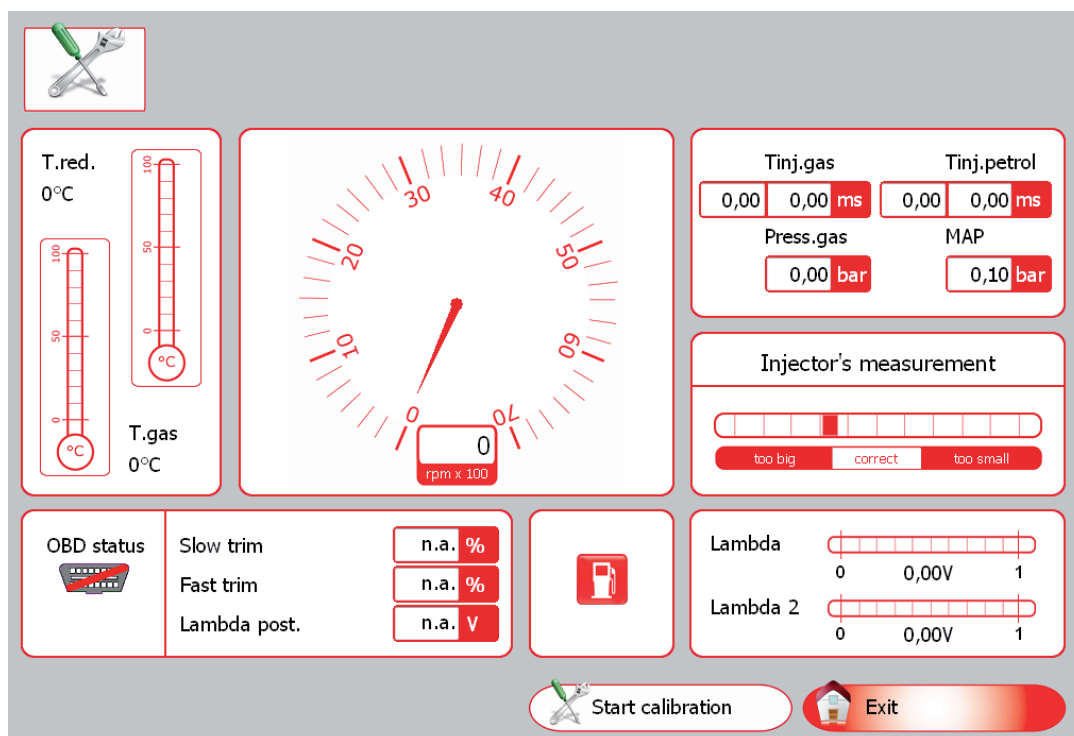 T.red.
0°C
100
50
0
°C
100
50
0
°C
T.gas
0°C
0
10
20
30
40
50
60
70
0
rpm x 100
Tinj.gas Tinj.petrol
0,00 0,00 ms 0,00 0,00 ms
Press.gas MAP
0,00 bar 0,10 bar
Injector's measurement
too big correct too small
OBD status
Slow trim n.a. %
Fast trim n.a. %
Lambda post. n.a. V
Lambda
0 0,00V 1
Lambda 2
0 0,00V 1
Start calibration
Exit